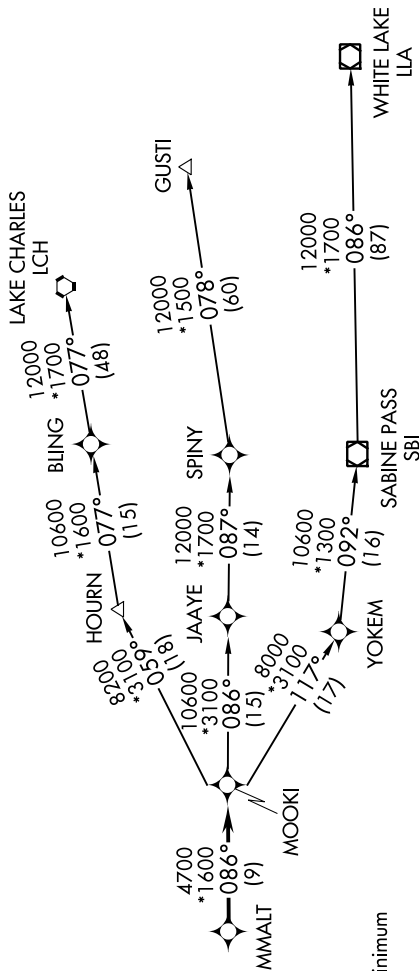 LAKE CHARLES
LCH
12000
*1700
077°
(48)
BLING
10600
*1600
077°
(15)
HOURN
8200
*3100
059°
(18)
GUSTI
12000
*1500
078°
(60)
SPINY
12000
*1700
087°
(14)
JAAYE
10600
*3100
086°
(15)
MOOKI
4700
*1600
086°
(9)
MMALT
8000
*3100
117°
(17)
YOKEM
10600
*1300
092°
(16)
SABINE PASS
SBI
12000
*1700
086°
(87)
WHITE LAKE
LLA
inimum